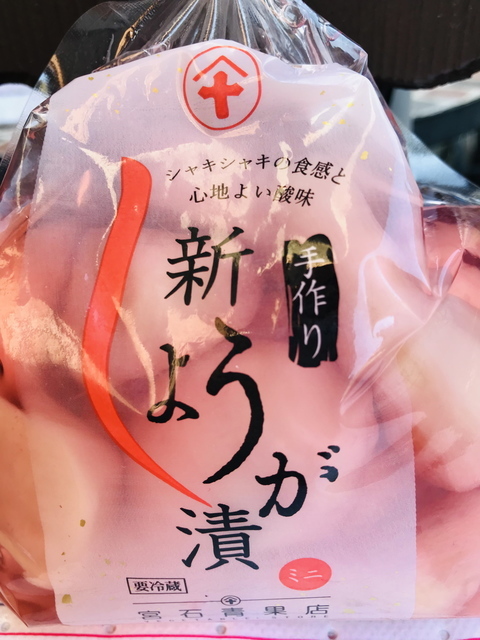 シャキシャキの食感と
心地よい酸味
手作り
新
しょうが
漬
ミニ
要冷蔵
宮石青果店